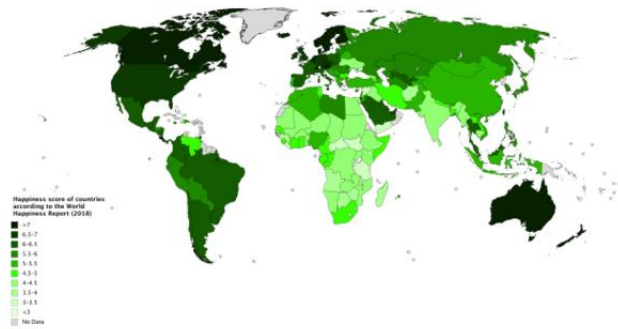 Happiness score of countries
according to the World
Happiness Report (2018)
>7
6.5-7
6-6.5
5.5-6
5-5.5
4.5-5
4-4.5
3.5-4
3-3.5
<3
No Data